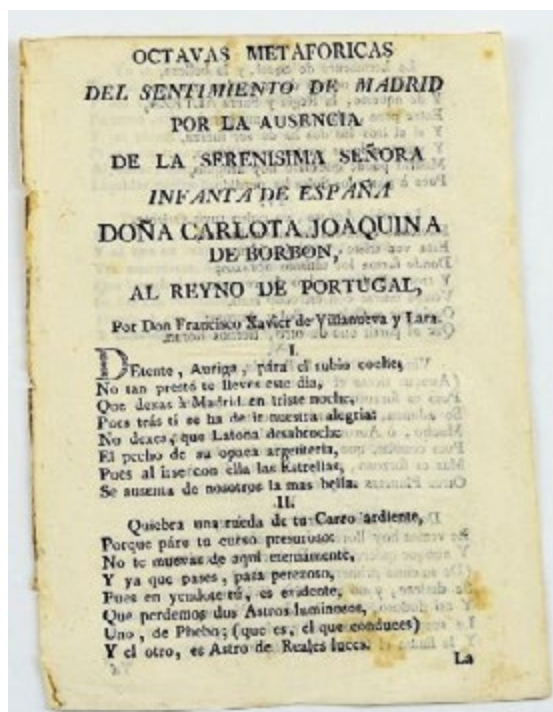 OCTAVAS METAFORICAS
DEL SENTIMIENTO DE MADRID
POR LA AUSENCIA
DE LA SERENISIMA SEÑORA
INFANTA DE ESPAÑA
DOÑA CARLOTA JOAQUINA
DE BORBON,
AL REYNO DE PORTUGAL,
Por Don Francisco Xavier de Villanueva y Lara.
I.
DEtente, Auriga, pára el rubio coche,
No tan presto te lleves este dia,
Que dexas à Madrid en triste noche,
Pues trás tí se ha de ir nuestra alegria:
No dexes, que Latona desabroche
El pecho de su opaca argenteria,
Pues al irse con ella las Estrellas,
Se ausenta de nosotros la mas bella.
II.
Quiebra una rueda de tu Carro ardiente,
Porque páre tu curso presuroso:
No te muevas de aqui eternamente,
Y ya que pases, pasa perezoso,
Pues en yendote tú, es evidente,
Que perdemos dos Astros luminosos,
Uno, de Phebo; (que es, el que conduces)
Y el otro, es Astro de Reales luces.
La